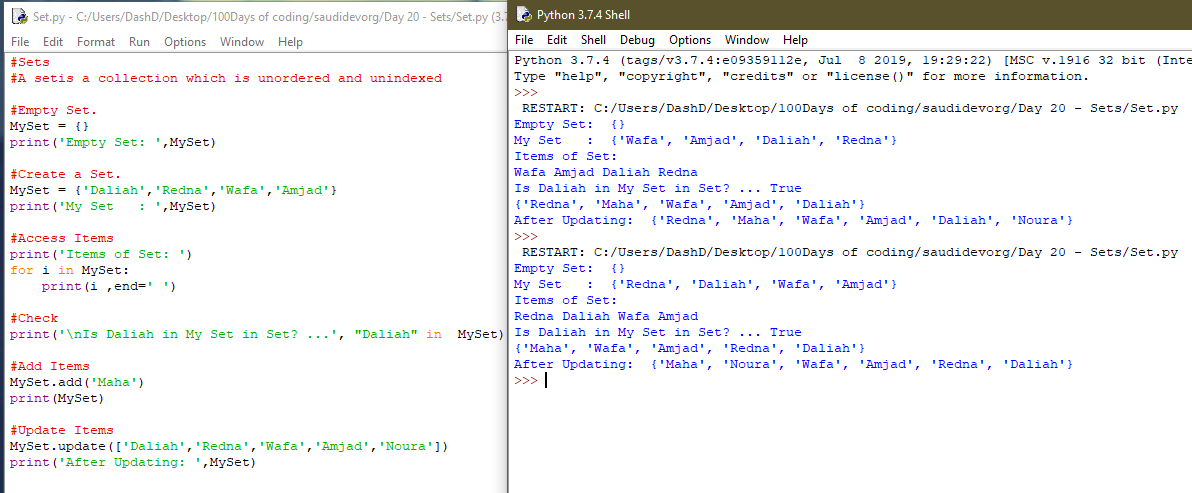 Set.py - C:/Users/DashD/Desktop/100Days of coding/saudidevorg/Day 20 - Sets/Set.py (3.7
File Edit Format Run Options Window Help
#Sets
#A setis a collection which is unordered and unindexed
#Empty Set.
MySet = {}
print('Empty Set: ',MySet)
#Create a Set.
MySet = {'Daliah','Redna','Wafa','Amjad'}
print('My Set   : ',MySet)
#Access Items
print('Items of Set: ')
for i in MySet:
    print(i ,end=' ')
#Check
print('\nIs Daliah in My Set in Set? ...', "Daliah" in  MySet)
#Add Items
MySet.add('Maha')
print(MySet)
#Update Items
MySet.update(['Daliah','Redna','Wafa','Amjad','Noura'])
print('After Updating: ',MySet)
Python 3.7.4 Shell
File Edit Shell Debug Options Window Help
Python 3.7.4 (tags/v3.7.4:e09359112e, Jul  8 2019, 19:29:22) [MSC v.1916 32 bit (Inte
Type "help", "copyright", "credits" or "license()" for more information.
>>>
 RESTART: C:/Users/DashD/Desktop/100Days of coding/saudidevorg/Day 20 - Sets/Set.py
Empty Set:  {}
My Set   :  {'Wafa', 'Amjad', 'Daliah', 'Redna'}
Items of Set:
Wafa Amjad Daliah Redna
Is Daliah in My Set in Set? ... True
{'Redna', 'Maha', 'Wafa', 'Amjad', 'Daliah'}
After Updating:  {'Redna', 'Maha', 'Wafa', 'Amjad', 'Daliah', 'Noura'}
>>>
 RESTART: C:/Users/DashD/Desktop/100Days of coding/saudidevorg/Day 20 - Sets/Set.py
Empty Set:  {}
My Set   :  {'Redna', 'Daliah', 'Wafa', 'Amjad'}
Items of Set:
Redna Daliah Wafa Amjad
Is Daliah in My Set in Set? ... True
{'Maha', 'Wafa', 'Amjad', 'Redna', 'Daliah'}
After Updating:  {'Maha', 'Noura', 'Wafa', 'Amjad', 'Redna', 'Daliah'}
>>>